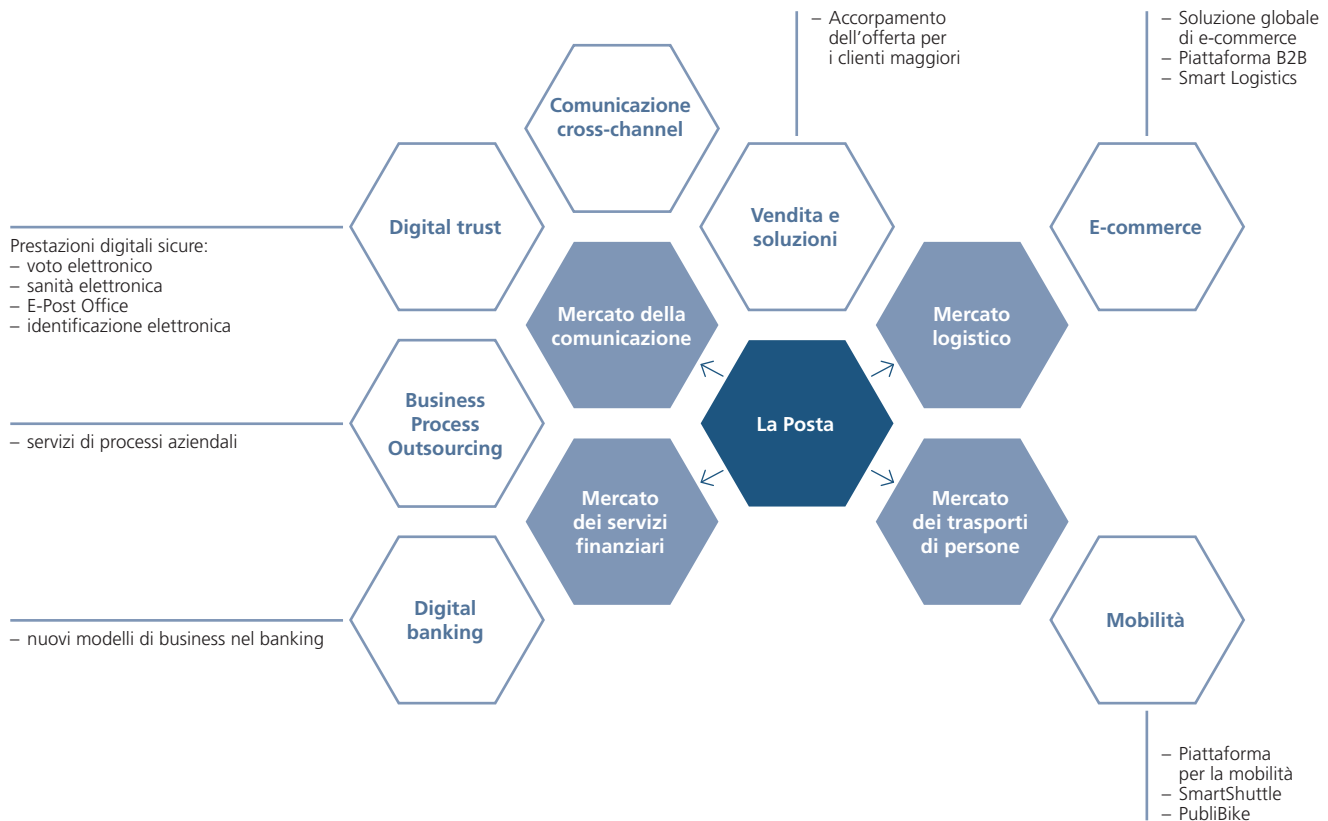 – Accorpamento
dell'offerta per
i clienti maggiori
– Soluzione globale
di e-commerce
– Piattaforma B2B
– Smart Logistics
Comunicazione
cross-channel
Digital trust
Vendita e
soluzioni
E-commerce
Prestazioni digitali sicure:
– voto elettronico
– sanità elettronica
– E-Post Office
– identificazione elettronica
Mercato della
comunicazione
Mercato
logistico
Business
Process
Outsourcing
– servizi di processi aziendali
La Posta
Mercato
dei servizi
finanziari
Mercato
dei trasporti
di persone
Digital
banking
– nuovi modelli di business nel banking
Mobilità
– Piattaforma
per la mobilità
– SmartShuttle
– PubliBike